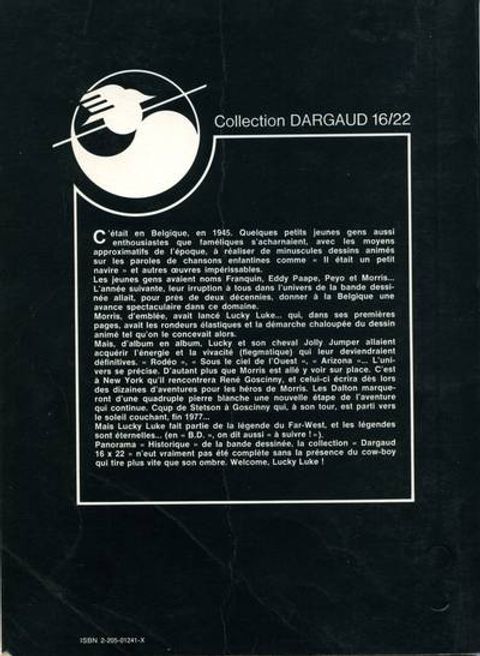 Collection DARGAUD 16/22
C'était en Belgique, en 1945. Quelques petits jeunes gens aussi
enthousiastes que faméliques s'acharnaient, avec les moyens
approximatifs de l'époque, à réaliser de minuscules dessins animés
sur les paroles de chansons enfantines comme « Il était un petit
navire » et autres œuvres impérissables.
Les jeunes gens avaient noms Franquin, Eddy Paape, Peyo et Morris...
L'année suivante, leur irruption à tous dans l'univers de la bande dessi-
née allait, pour près de deux décennies, donner à la Belgique une
avance spectaculaire dans ce domaine.
Morris, d'emblée, avait lancé Lucky Luke... qui, dans ses premières
pages, avait les rondeurs élastiques et la démarche chaloupée du dessin
animé tel qu'on le concevait alors.
Mais, d'album en album, Lucky et son cheval Jolly Jumper allaient
acquérir l'énergie et la vivacité (flegmatique) qui leur deviendraient
définitives. « Rodéo », « Sous le ciel de l'Ouest », « Arizona »... L'uni-
vers se précise. D'autant plus que Morris est allé y voir sur place. C'est
à New York qu'il rencontrera René Goscinny, et celui-ci écrira dès lors
des dizaines d'aventures pour les héros de Morris. Les Dalton marque-
ront d'une quadruple pierre blanche une nouvelle étape de l'aventure
qui continue. Coup de Stetson à Goscinny qui, à son tour, est parti vers
le soleil couchant, fin 1977...
Mais Lucky Luke fait partie de la légende du Far-West, et les légendes
sont éternelles... (en « B.D. », on dit aussi « à suivre ! »).
Panorama « Historique » de la bande dessinée, la collection « Dargaud
16 x 22 » n'eut vraiment pas été complète sans la présence du cow-boy
qui tire plus vite que son ombre. Welcome, Lucky Luke !
ISBN 2-205-01241-X